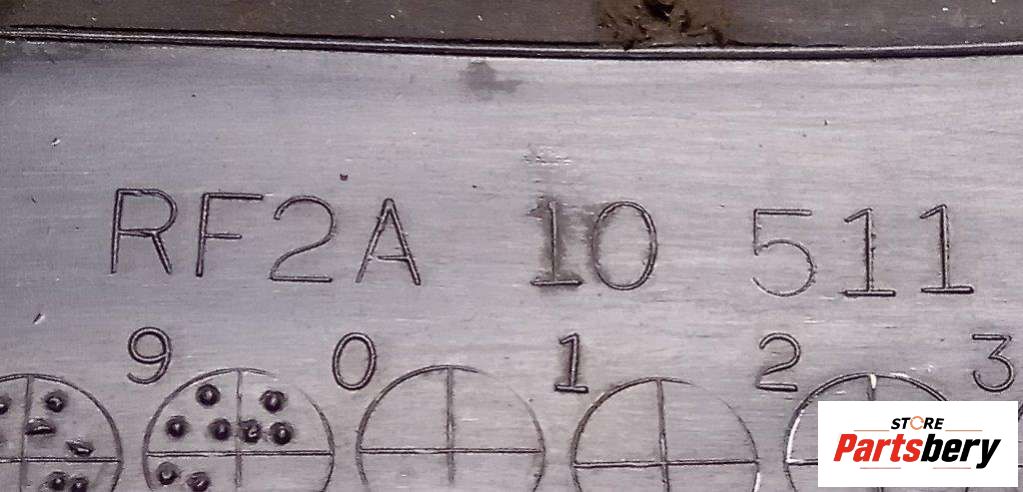 RF2A 10 511
9 0 1 2 3
STORE
Partsbery